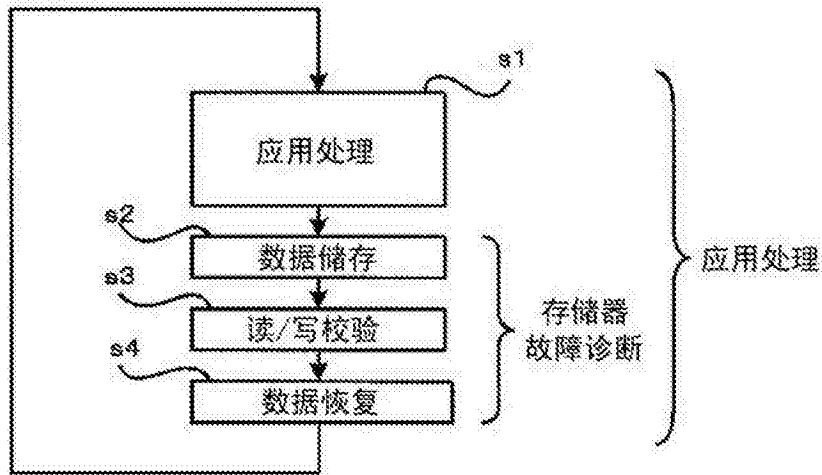 s1
应用处理
s2
数据储存
s3
读/写校验
s4
数据恢复
存储器
故障诊断
应用处理